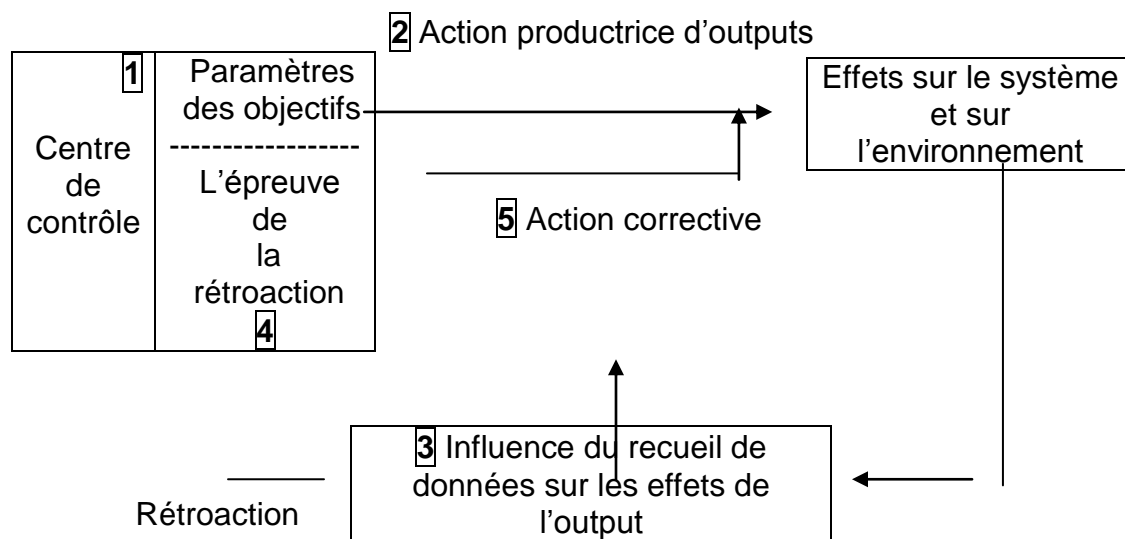 2 Action productrice d’outputs
1
Paramètres
des objectifs
-----------------
Centre
de
contrôle
L’épreuve
de
la
rétroaction
4
Effets sur le système
et sur
l’environnement
5 Action corrective
3 Influence du recueil de
données sur les effets de
l’output
Rétroaction